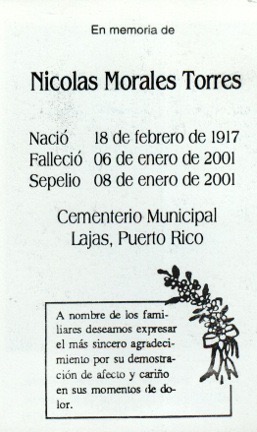 En memoria de
Nicolas Morales Torres
Nació 18 de febrero de 1917
Falleció 06 de enero de 2001
Sepelio 08 de enero de 2001
Cementerio Municipal
Lajas, Puerto Rico
A nombre de los fami-
liares deseamos expresar
el más sincero agradeci-
miento por su demostra-
ción de afecto y cariño
en sus momentos de do-
lor.